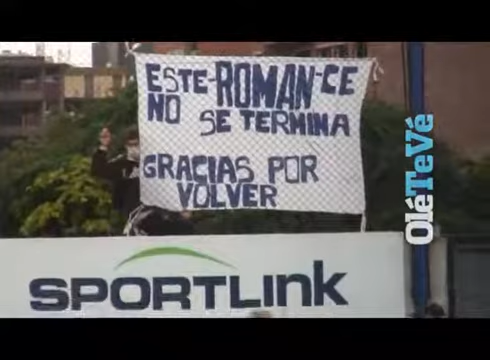 ESTE-ROMAN-CE
NO SE TERMINA
GRACIAS POR
VOLVER
OléTeVé
SPORTLINK